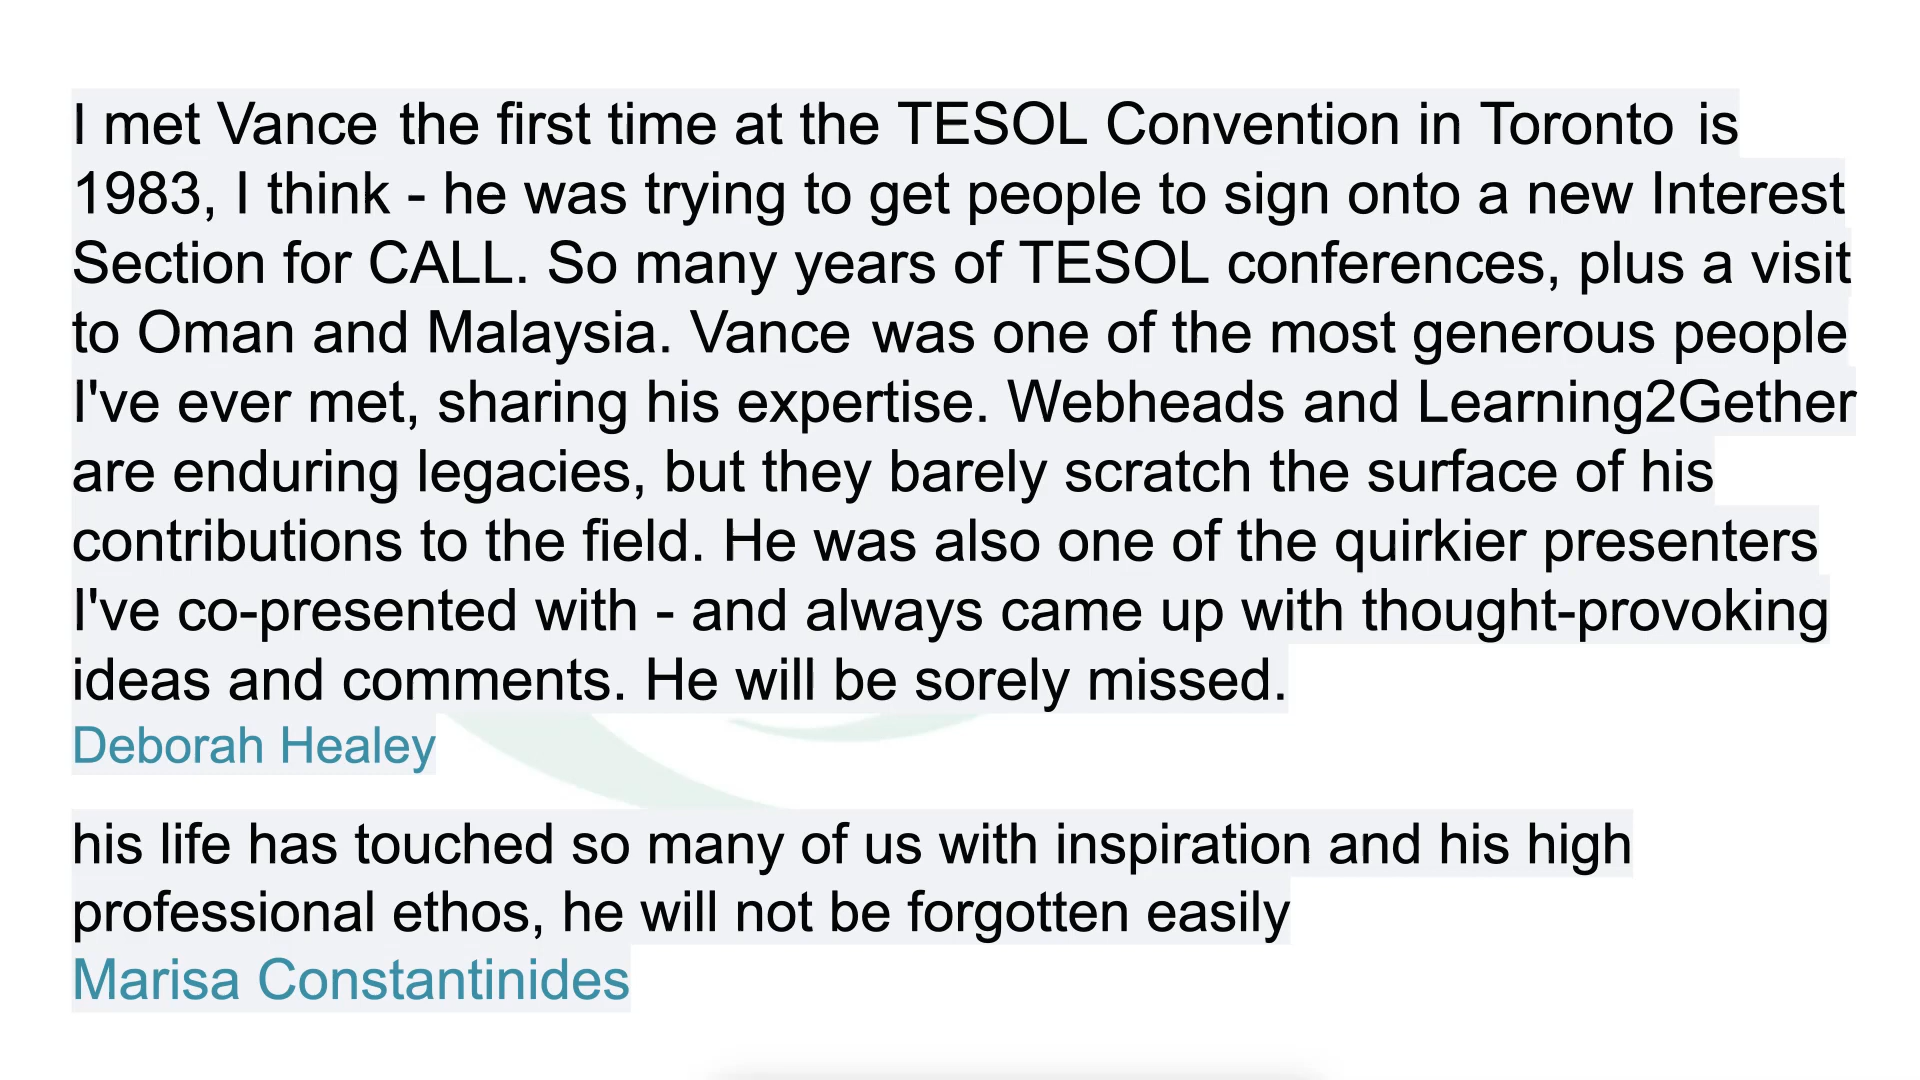 I met Vance the first time at the TESOL Convention in Toronto is
1983, I think - he was trying to get people to sign onto a new Interest
Section for CALL. So many years of TESOL conferences, plus a visit
to Oman and Malaysia. Vance was one of the most generous people
I've ever met, sharing his expertise. Webheads and Learning2Gether
are enduring legacies, but they barely scratch the surface of his
contributions to the field. He was also one of the quirkier presenters
I've co-presented with - and always came up with thought-provoking
ideas and comments. He will be sorely missed.
Deborah Healey
his life has touched so many of us with inspiration and his high
professional ethos, he will not be forgotten easily
Marisa Constantinides